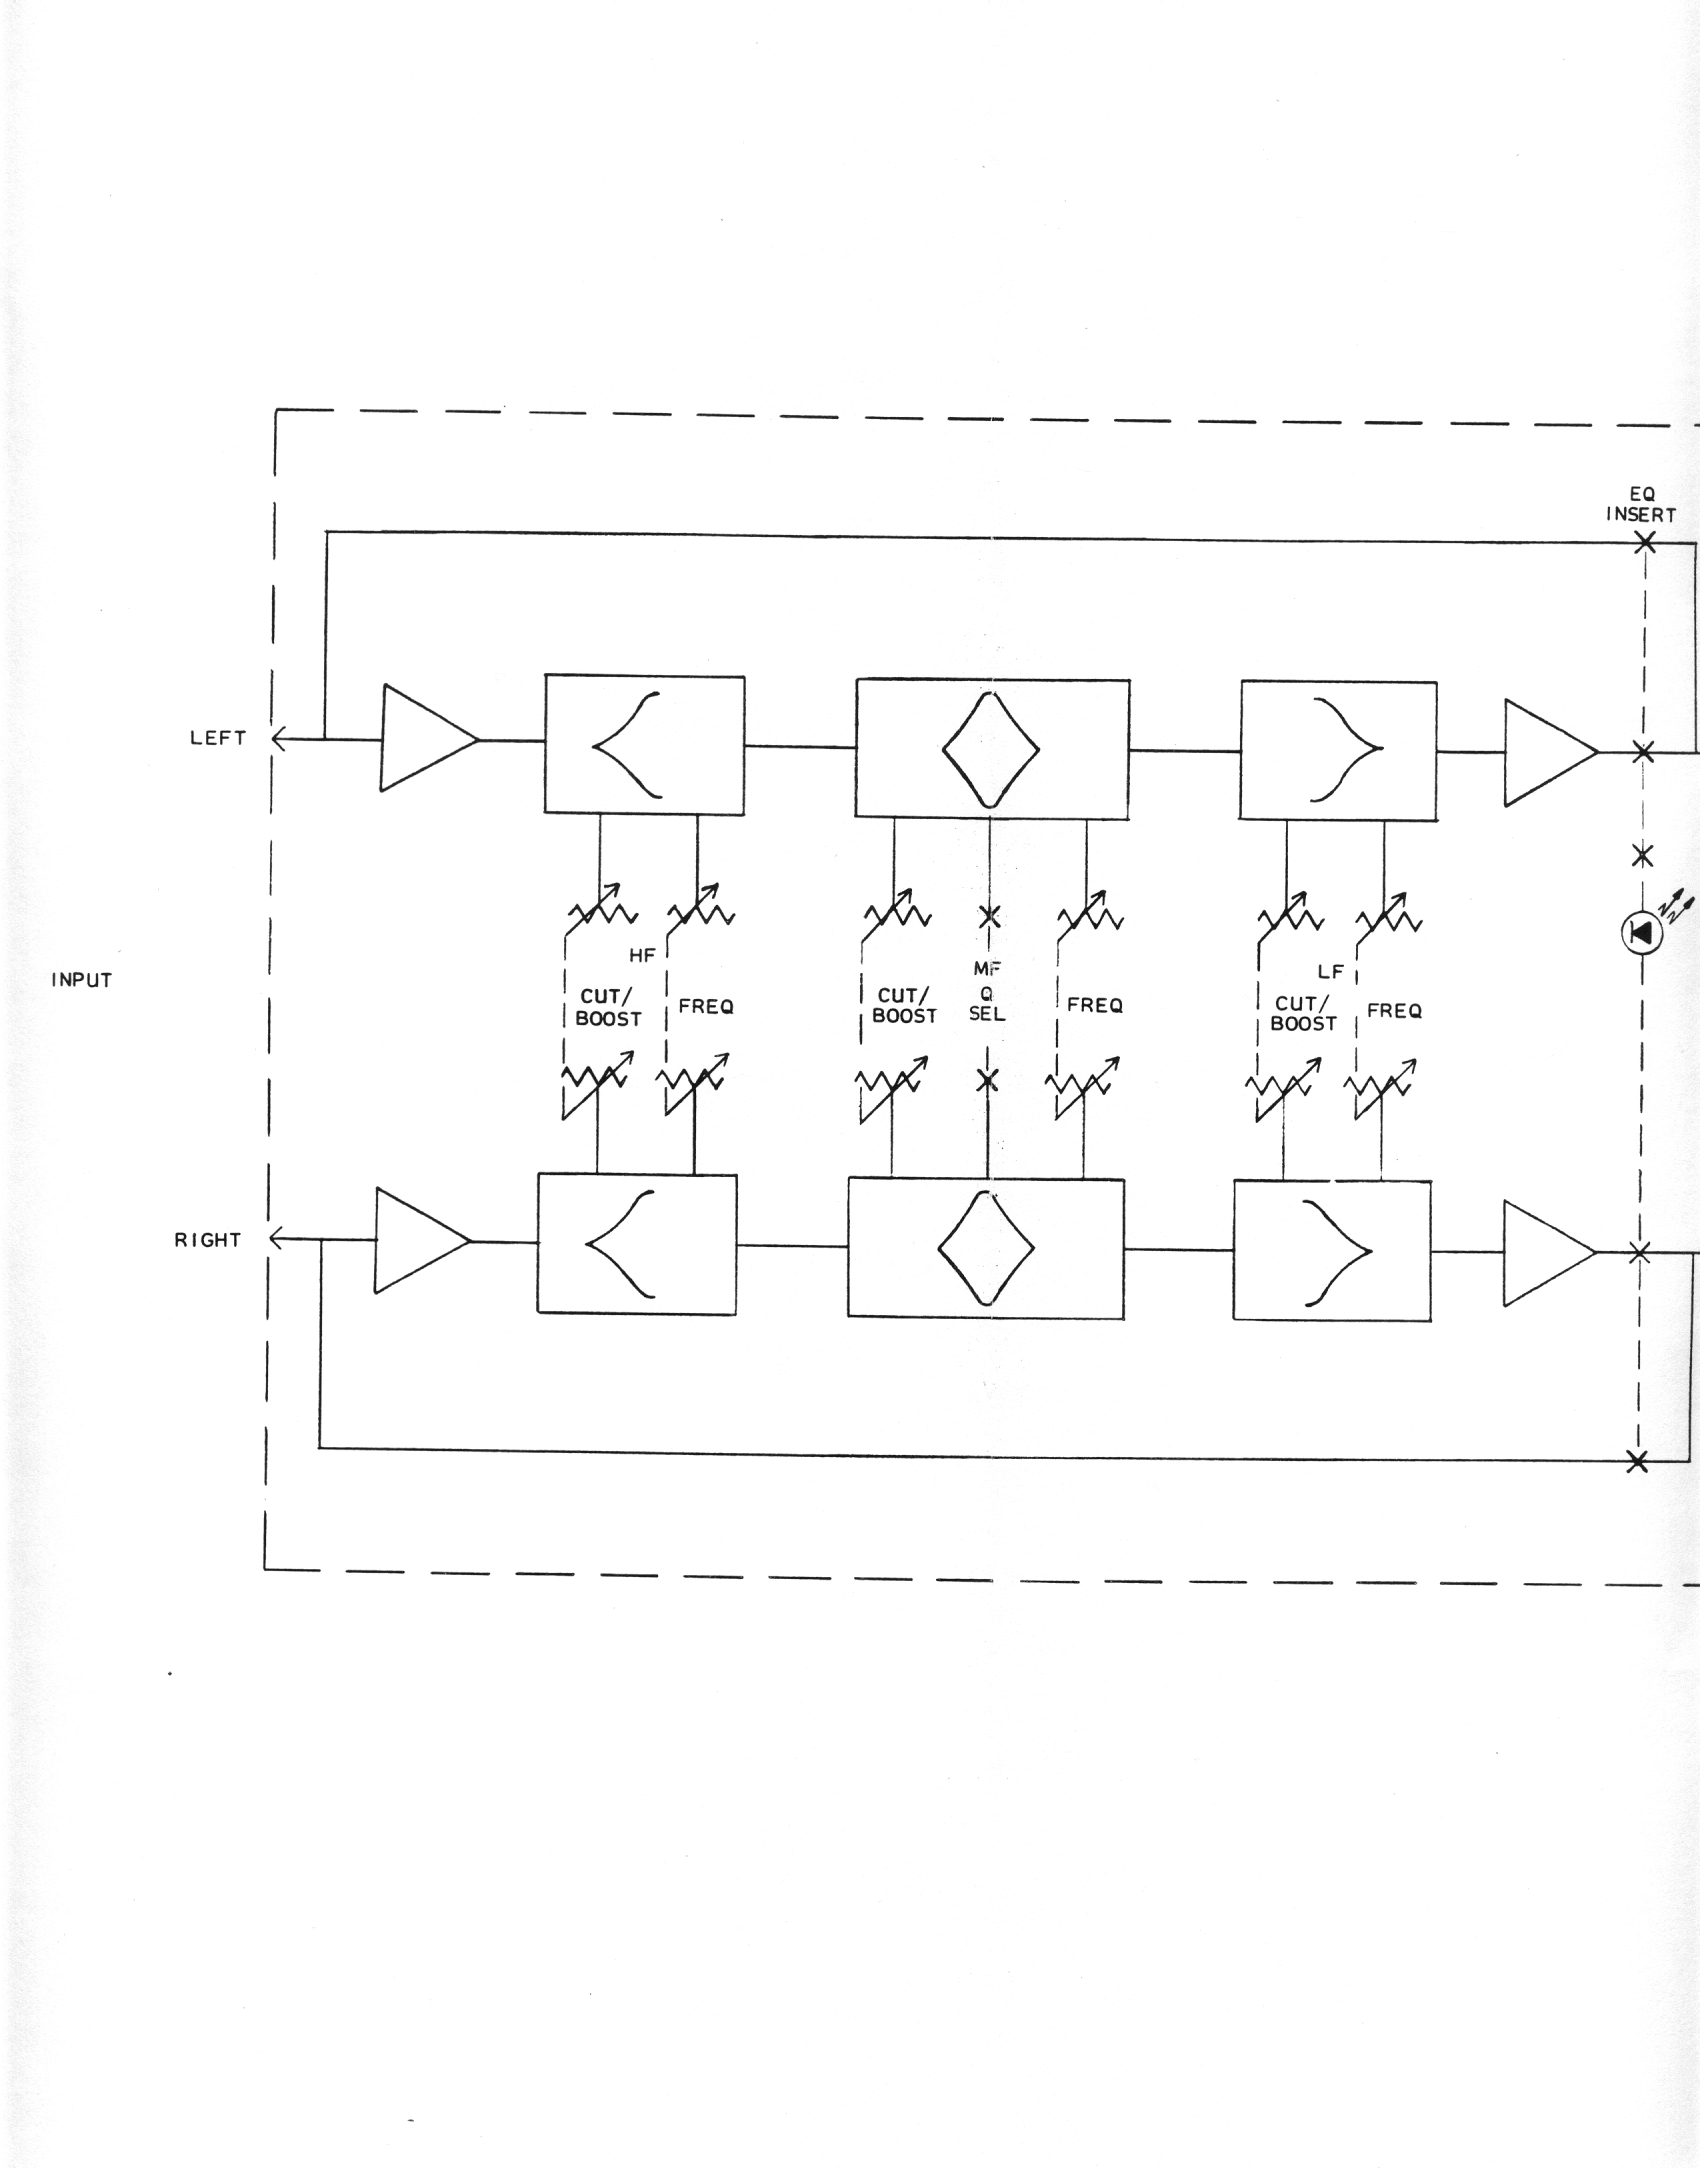 EQ
INSERT
LEFT
INPUT
HF
CUT/
BOOST
FREQ
CUT/
BOOST
MF
Q
SEL
FREQ
LF
CUT/
BOOST
FREQ
RIGHT